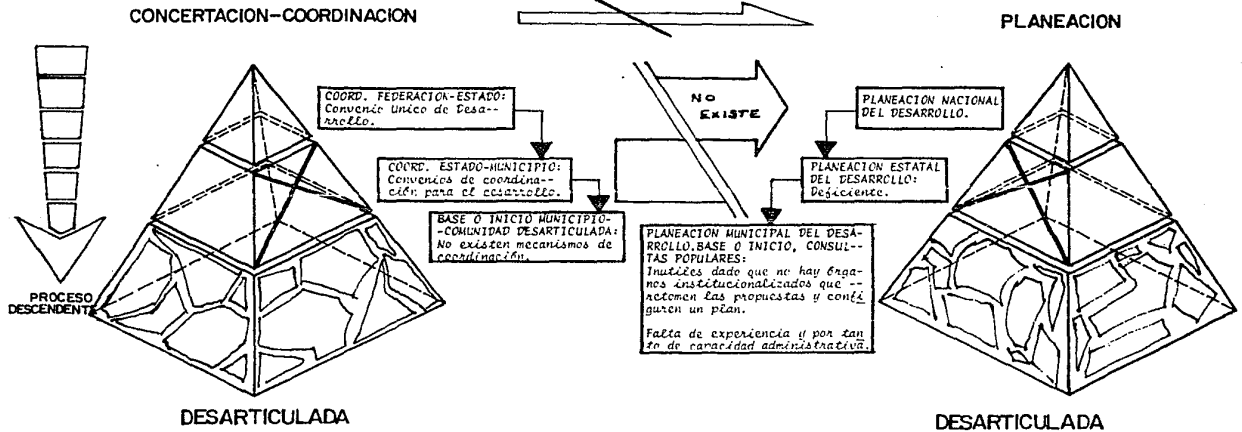 CONCERTACION-COORDINACION
PLANEACION
COORD. FEDERACION-ESTADO:
Convenio Unico de Desa--
rrollo.
COORD. ESTADO-MUNICIPIO:
Convenios de coordina--
ción para el desarrollo.
BASE O INICIO MUNICIPIO-
-COMUNIDAD DESARTICULADA:
No existen mecanismos de
coordinación.
NO
EXISTE
PLANEACION NACIONAL
DEL DESARROLLO.
PLANEACION ESTATAL
DEL DESARROLLO:
Deficiente.
PLANEACION MUNICIPAL DEL DESA-
RROLLO. BASE O INICIO, CONSUL--
TAS POPULARES:
Inutiles dado que no hay órga-
nos institucionalizados que --
retomen las propuestas y confi
guren un plan.
Falta de experiencia y por tan
to de caracidad administrativa.
PROCESO
DESCENDENTE
DESARTICULADA
DESARTICULADA